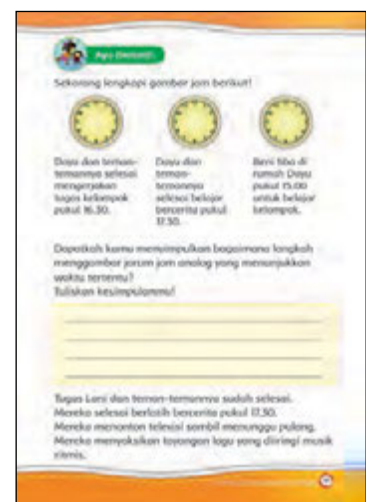 Ayo Berlatih
Sekarang lengkapi gambar jam berikut!
Dayu dan teman-
temannya selesai
mengerjakan
tugas kelompok
pukul 16.30.
Dayu dan
teman-
temannya
selesai belajar
bercerita pukul
17.30.
Beni tiba di
rumah Dayu
pukul 15.00
untuk belajar
kelompok.
Dapatkah kamu menyimpulkan bagaimana langkah
menggambar jarum jam analog yang menunjukkan
waktu tertentu?
Tuliskan kesimpulanmu!
Tugas Lani dan teman-temannya sudah selesai.
Mereka selesai berlatih bercerita pukul 17.30.
Mereka menonton televisi sambil menunggu pulang.
Mereka menyaksikan tayangan lagu yang diiringi musik
ritmis.